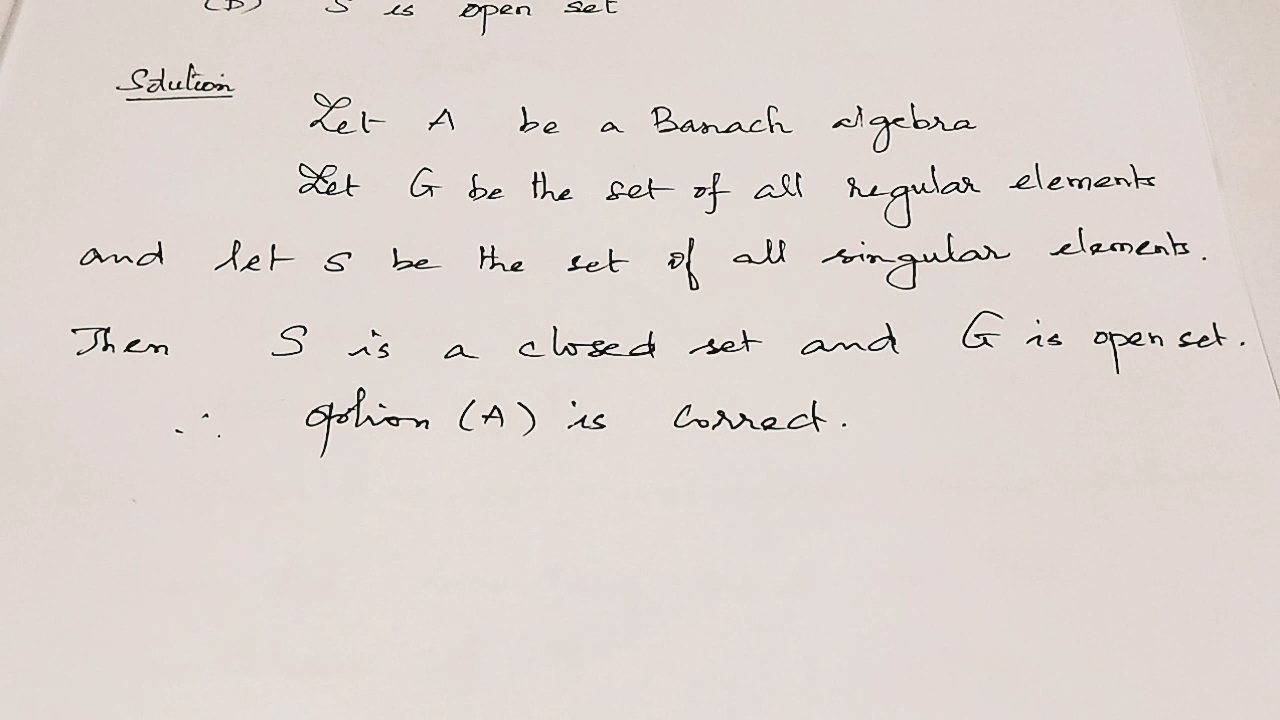 (D) S is open set
Solution
Let A be a Banach algebra
Let G be the set of all regular elements
and let S be the set of all singular elements.
Then S is a closed set and G is open set.
∴ option (A) is correct.